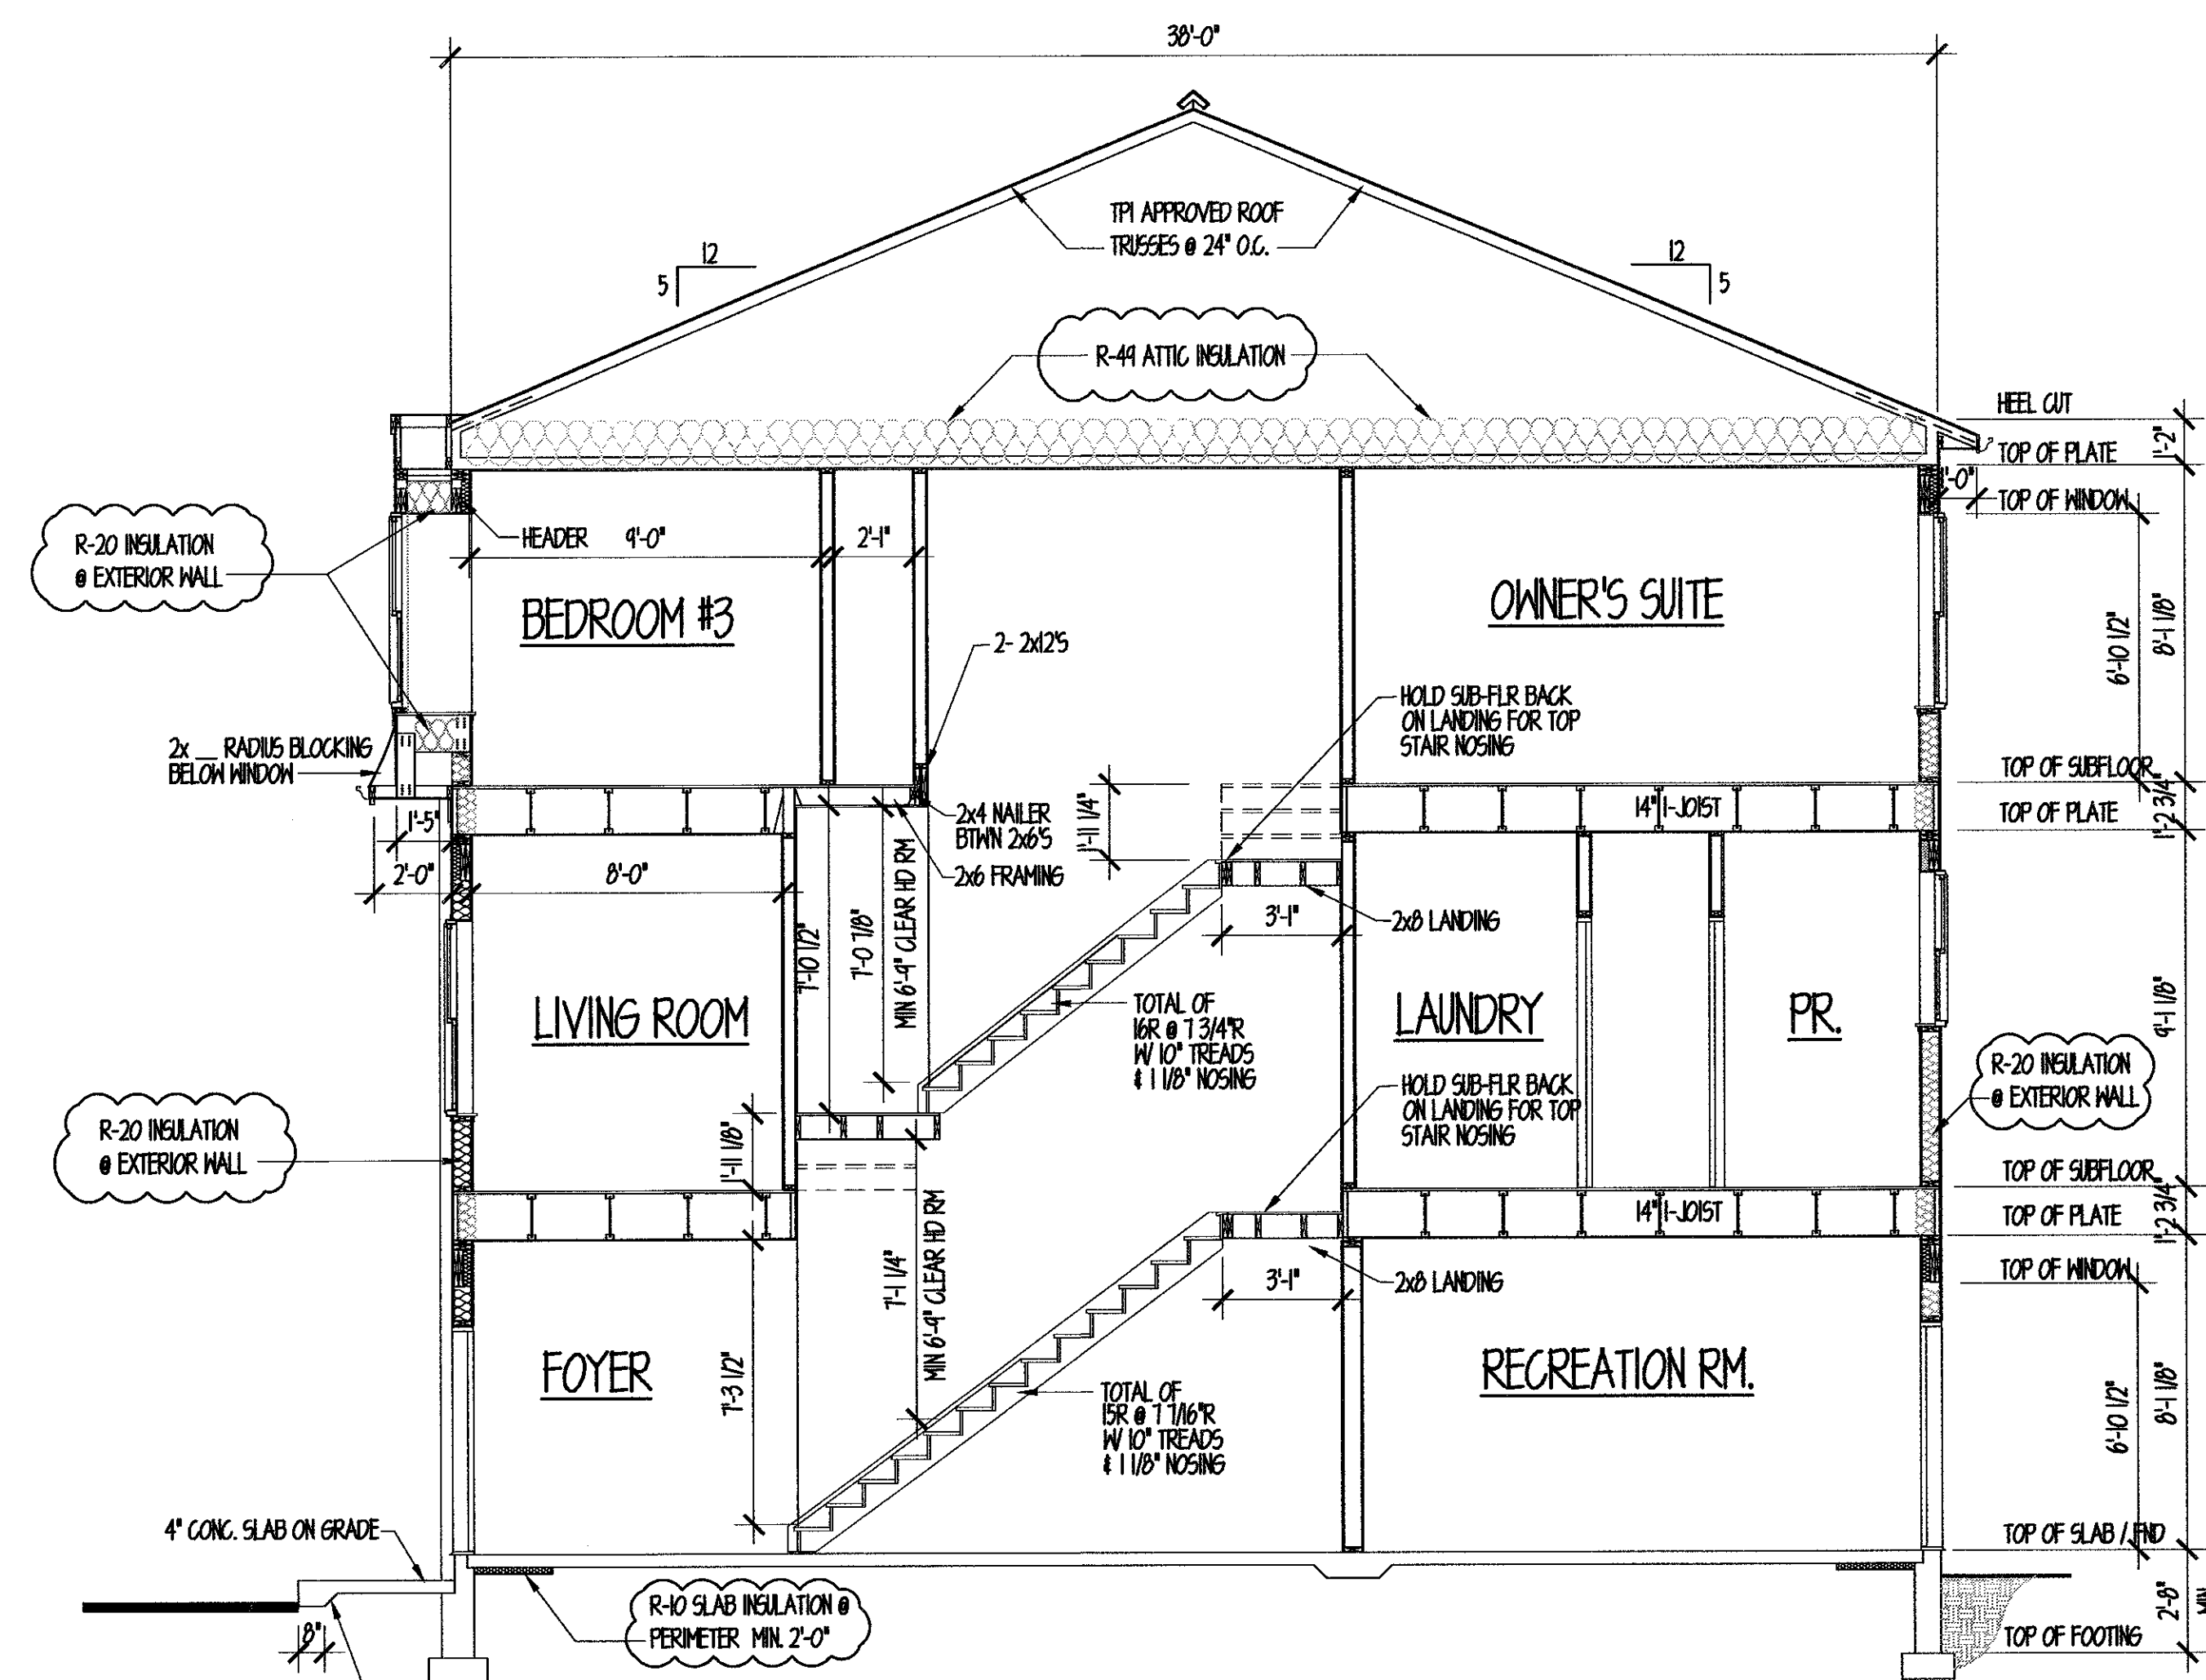 38'-0"
TPI APPROVED ROOF
TRUSSES @ 24" O.C.
12
5
12
5
R-49 ATTIC INSULATION
HEEL CUT
1'-2"
TOP OF PLATE
1'-0"
TOP OF WINDOW
R-20 INSULATION
@ EXTERIOR WALL
HEADER
9'-0"
2'-1"
BEDROOM #3
OWNER'S SUITE
6'-10 1/2"
8'-1 1/8"
2- 2x12'S
HOLD SUB-FLR BACK
ON LANDING FOR TOP
STAIR NOSING
2x __ RADIUS BLOCKING
BELOW WINDOW
TOP OF SUBFLOOR
1'-2 3/4"
TOP OF PLATE
14" I-JOIST
1'-11 1/4"
2x4 NAILER
BTWN 2x6'S
2x6 FRAMING
1'-5"
2'-0"
8'-0"
3'-1"
2x8 LANDING
7'-10 1/2"
7'-0 7/8"
MIN 6'-9" CLEAR HD RM
LIVING ROOM
TOTAL OF
16R @ 7 3/4"R
W/ 10" TREADS
& 1 1/8" NOSING
LAUNDRY
PR.
9'-1 1/8"
R-20 INSULATION
@ EXTERIOR WALL
HOLD SUB-FLR BACK
ON LANDING FOR TOP
STAIR NOSING
R-20 INSULATION
@ EXTERIOR WALL
1'-11 1/8"
TOP OF SUBFLOOR
1'-2 3/4"
TOP OF PLATE
14" I-JOIST
TOP OF WINDOW
3'-1"
2x8 LANDING
7'-1 1/4"
MIN 6'-9" CLEAR HD RM
FOYER
7'-3 1/2"
TOTAL OF
15R @ 7 7/16"R
W/ 10" TREADS
& 1 1/8" NOSING
RECREATION RM.
6'-10 1/2"
8'-1 1/8"
4" CONC. SLAB ON GRADE
TOP OF SLAB / FND
R-10 SLAB INSULATION @
PERIMETER MIN. 2'-0"
8"
2'-8"
MIN
TOP OF FOOTING